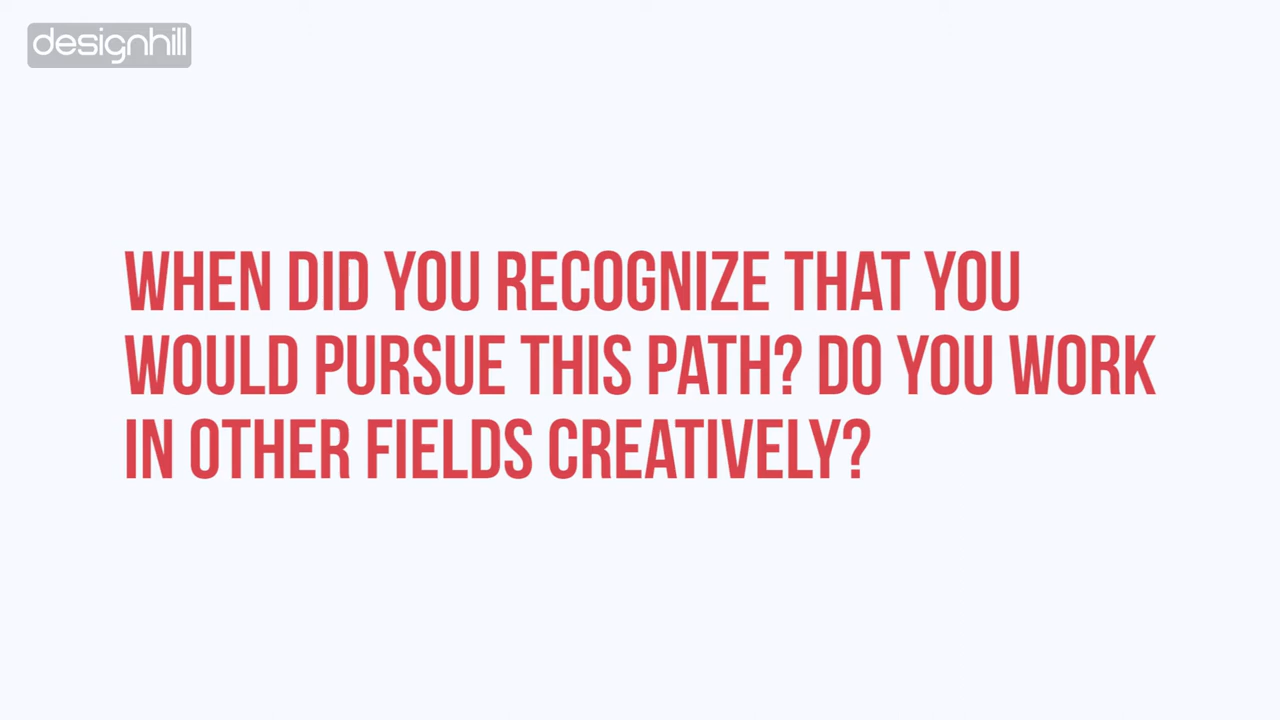 designhill
WHEN DID YOU RECOGNIZE THAT YOU
WOULD PURSUE THIS PATH? DO YOU WORK
IN OTHER FIELDS CREATIVELY?